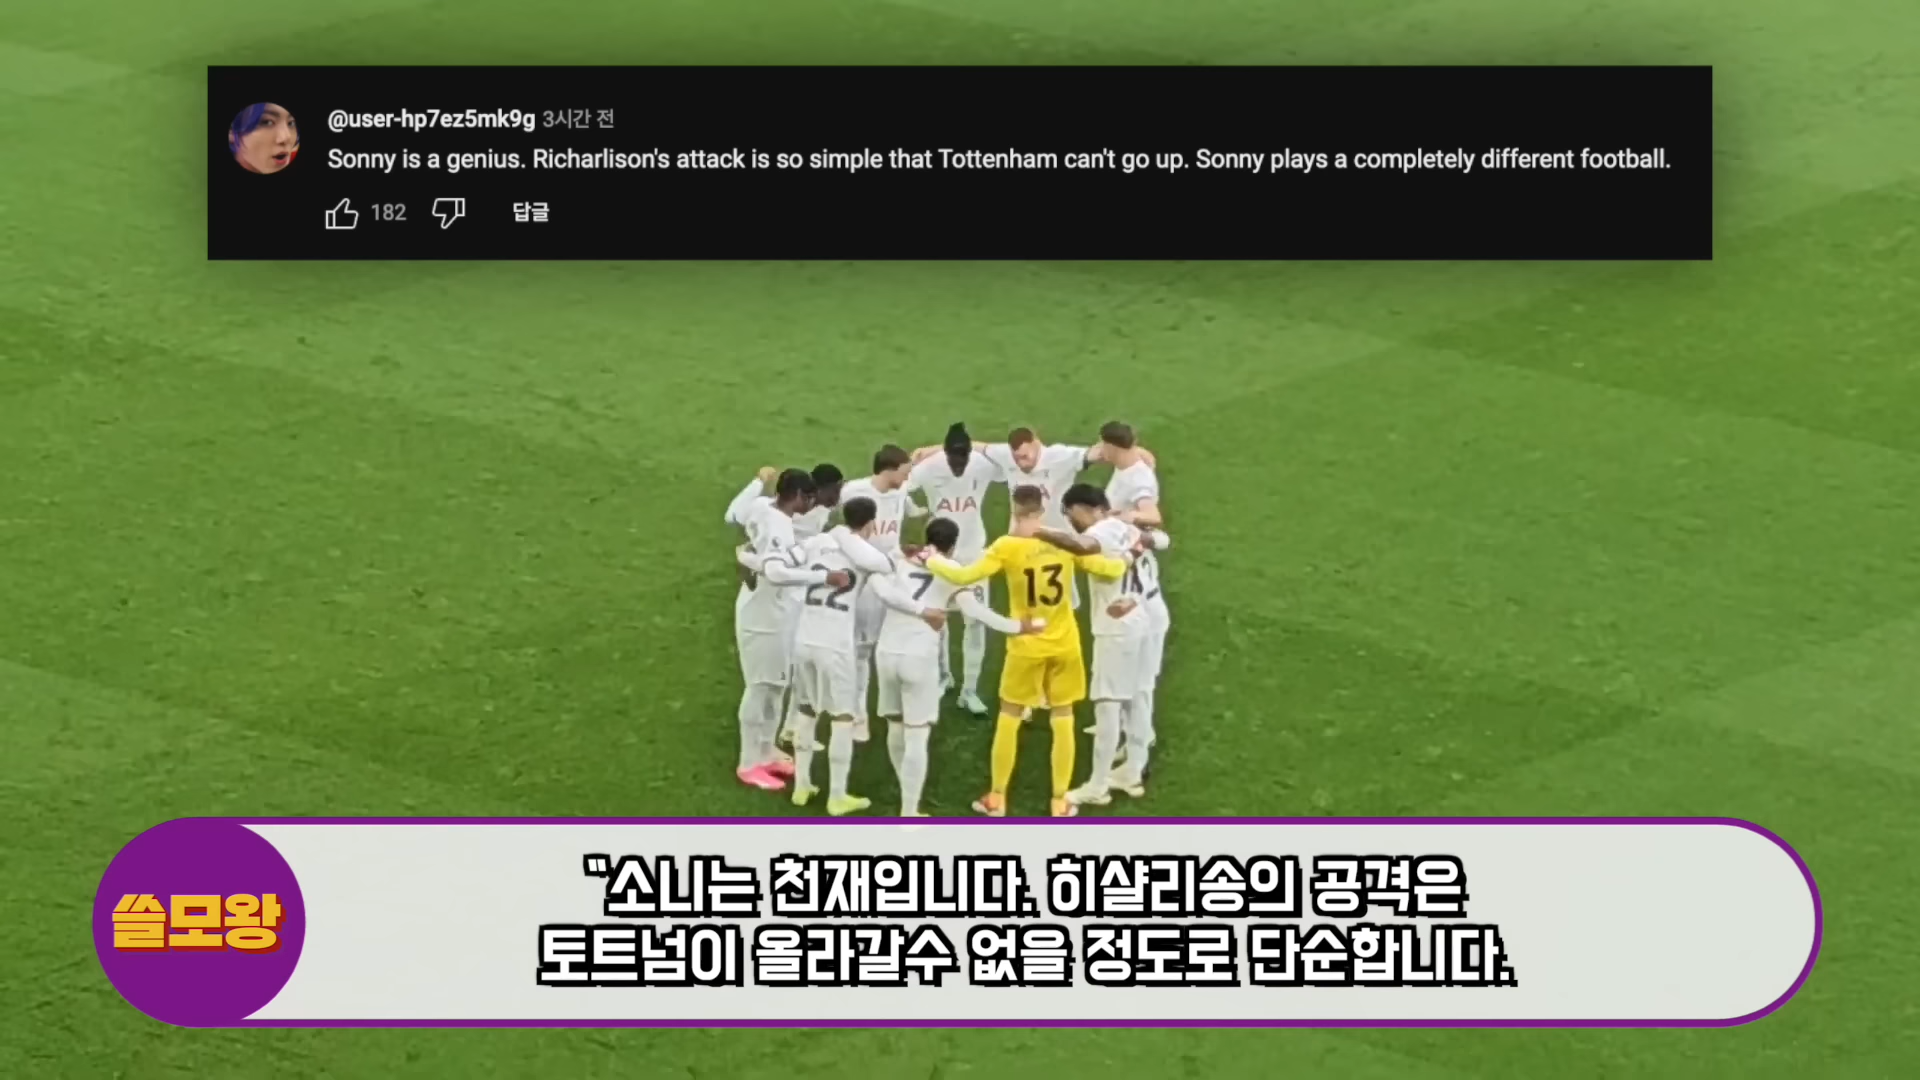 @user-hp7ez5mk9g 3시간 전
Sonny is a genius. Richarlison's attack is so simple that Tottenham can't go up. Sonny plays a completely different football.
182 답글
AIA
AIA
22
7
13
쓸모왕
"소니는 천재입니다. 히샬리송의 공격은
토트넘이 올라갈수 없을 정도로 단순합니다.